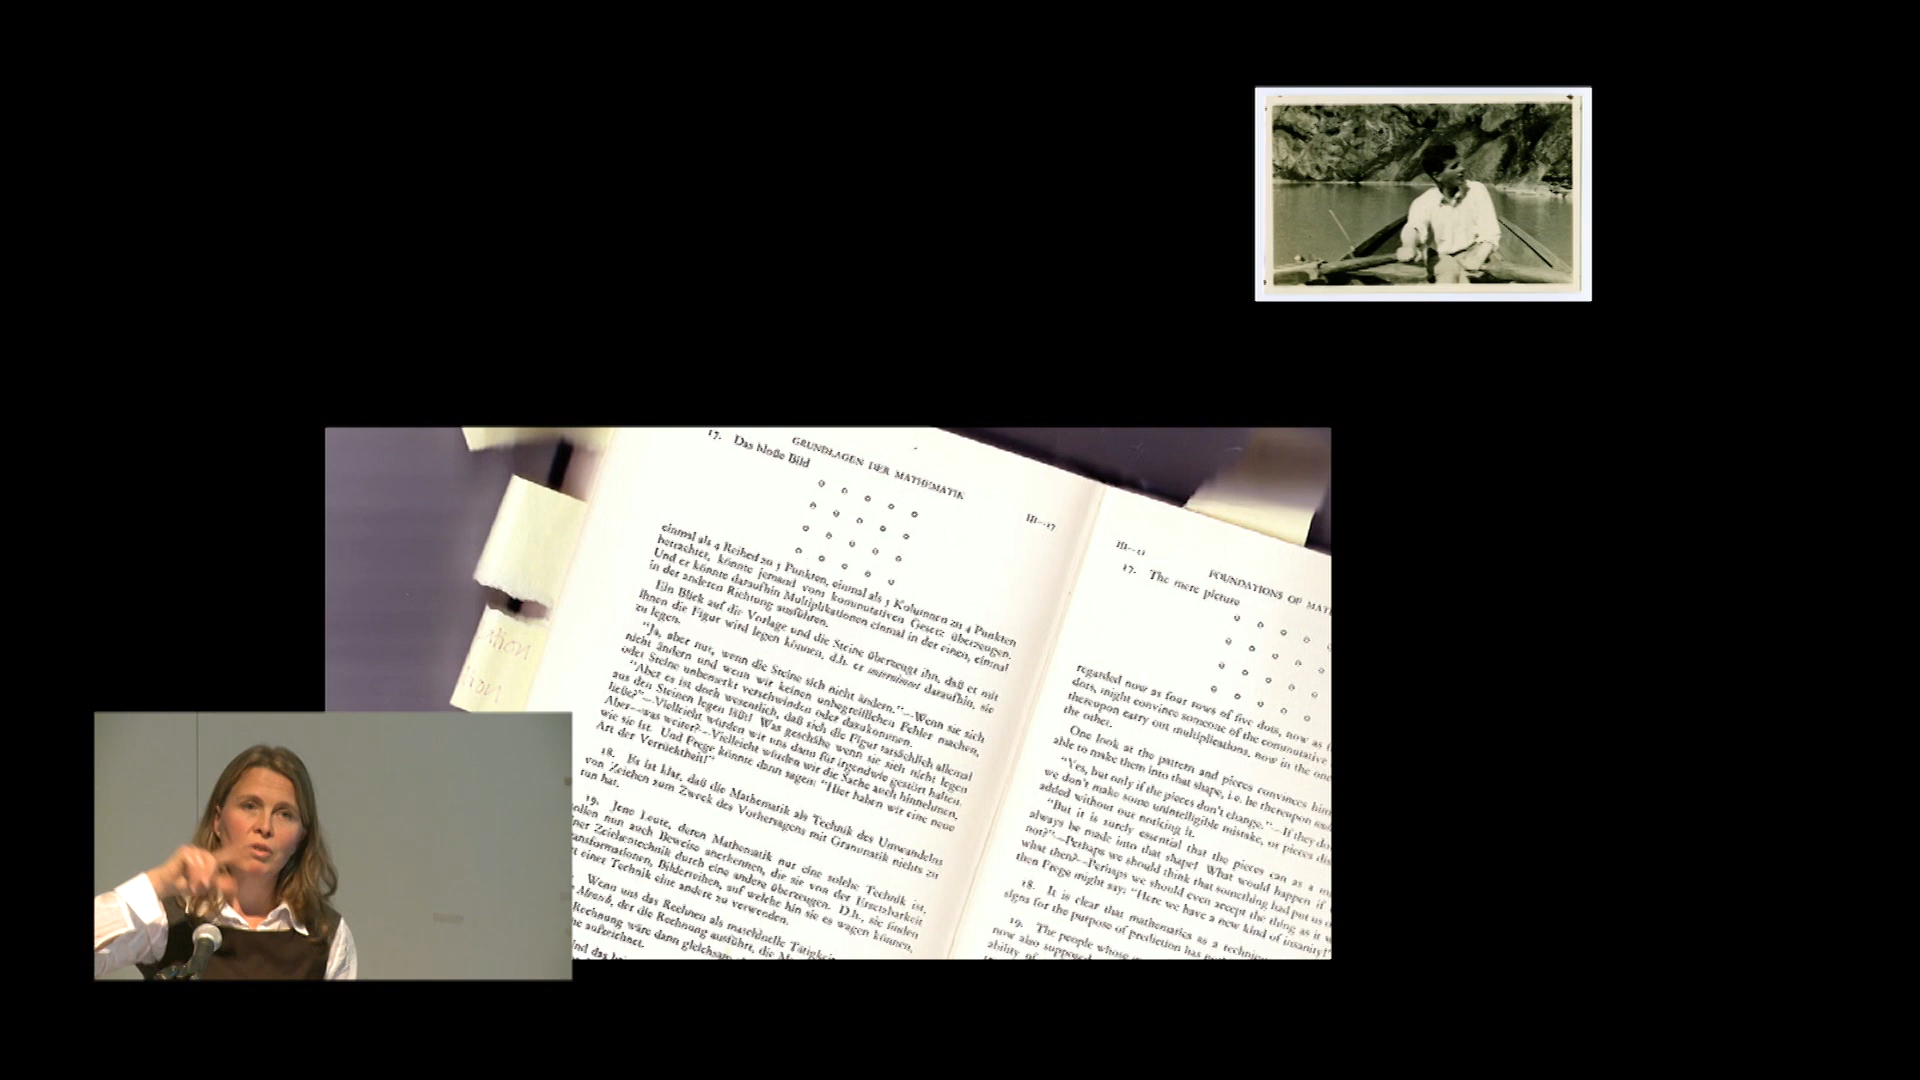 GRUNDLAGEN DER MATHEMATIK
III—17
17. Das bloße Bild
einmal als 4 Reihen zu 5 Punkten, einmal als 5 Kolumnen zu 4 Punkten
betrachtet, könnte jemand vom kommutativen Gesetz überzeugen.
Und er könnte daraufhin Multiplikationen einmal in der einen, einmal
in der anderen Richtung ausführen.
Ein Blick auf die Vorlage und die Steine überzeugt ihn, daß er mit
ihnen die Figur wird legen können, d.h. er unternimmt daraufhin, sie
zu legen.
"Ja, aber nur, wenn die Steine sich nicht ändern."—Wenn sie sich
nicht ändern und wenn wir keinen unbegreiflichen Fehler machen,
oder Steine unbemerkt verschwinden oder dazukommen.
"Aber es ist doch wesentlich, daß sich die Figur tatsächlich allemal
aus den Steinen legen läßt! Was geschähe wenn sie sich nicht legen
ließe?"—Vielleicht würden wir uns dann für irgendwie gestört halten.
Aber—was weiter?—Vielleicht würden wir die Sache auch hinnehmen,
wie sie ist. Und Frege könnte dann sagen: "Hier haben wir eine neue
Art der Verrücktheit!"
18. Es ist klar, daß die Mathematik als Technik des Umwandelns
von Zeichen zum Zweck des Vorhersagens mit Grammatik nichts zu
tun hat.
19. Jene Leute, deren Mathematik nur eine solche Technik ist,
sollen nun auch Beweise anerkennen, die sie von der Ersetzbarkeit
einer Zeichentechnik durch eine andere überzeugen. D.h., sie finden
Transformationen, Bilderreihen, auf welche hin sie es wagen können,
statt einer Technik eine andere zu verwenden.
Wenn uns das Rechnen als maschinelle Tätigkeit
der die Rechnung ausführt, die
Rechnung wäre dann gleichsam
aufzeichnet.
und das
III—17
FOUNDATIONS OF MAT
17. The mere picture
regarded now as four rows of five dots, now as
dots, might convince someone of the commutative
thereupon carry out multiplications, now in the one
the other.
One look at the pattern and pieces convinces him
able to make them into that shape, i.e. he thereupon
"Yes, but only if the pieces don't change."—If they do
we don't make some unintelligible mistake, or pieces dis
added without our noticing it.
"But it is surely essential that the pieces can as a
always be made into that shape! What would happen if
not?"—Perhaps we should think that something had put us
what then?—Perhaps we should even accept the thing as it
then Frege might say: "Here we have a new kind of insanity!"
18. It is clear that mathematics as a technique
signs for the purpose of prediction has
19. The people whose
now also supposed
ability of